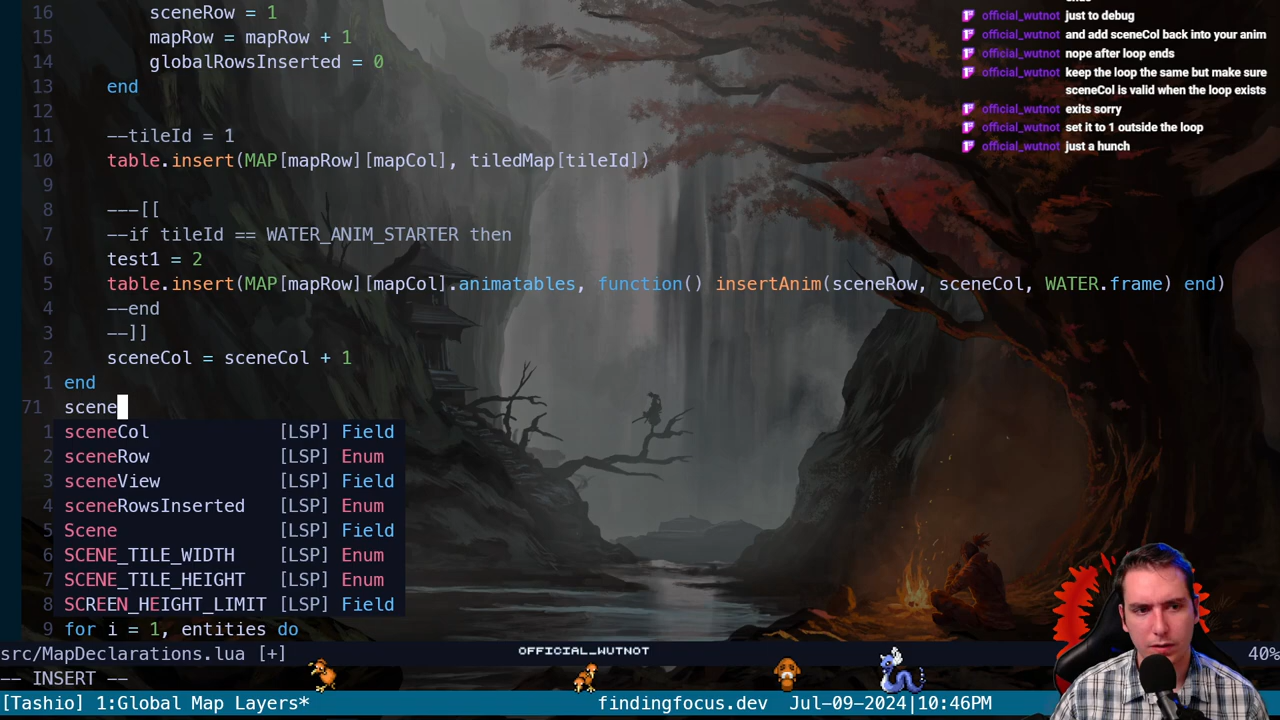 16 sceneRow = 1
15 mapRow = mapRow + 1
14 globalRowsInserted = 0
13 end
12
11 --tileId = 1
10 table.insert(MAP[mapRow][mapCol], tiledMap[tileId])
9
8 ---[[
7 --if tileId == WATER_ANIM_STARTER then
6 test1 = 2
5 table.insert(MAP[mapRow][mapCol].animatables, function() insertAnim(sceneRow, sceneCol, WATER.frame) end)
4 --end
3 --]]
2 sceneCol = sceneCol + 1
1 end
71 scene
1 sceneCol [LSP] Field
2 sceneRow [LSP] Enum
3 sceneView [LSP] Field
4 sceneRowsInserted [LSP] Enum
5 Scene [LSP] Field
6 SCENE_TILE_WIDTH [LSP] Enum
7 SCENE_TILE_HEIGHT [LSP] Enum
8 SCREEN_HEIGHT_LIMIT [LSP] Field
9 for i = 1, entities do
src/MapDeclarations.lua [+] OFFICIAL_WUTNOT 40%
-- INSERT --
[Tashio] 1:Global Map Layers* findingfocus.dev Jul-09-2024|10:46PM
official_wutnot just to debug
official_wutnot and add sceneCol back into your anim
official_wutnot nope after loop ends
official_wutnot keep the loop the same but make sure
sceneCol is valid when the loop exists
official_wutnot exits sorry
official_wutnot set it to 1 outside the loop
official_wutnot just a hunch